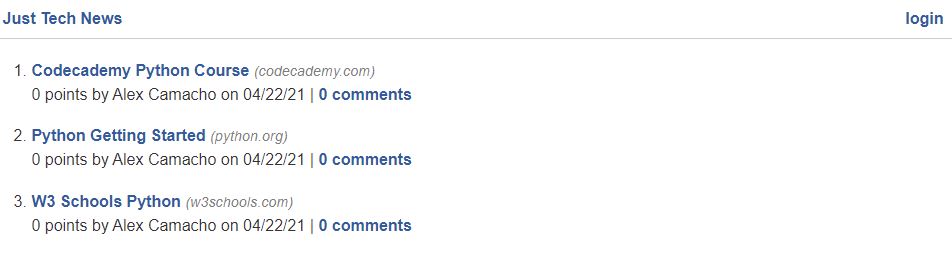 Just Tech News login
1. Codecademy Python Course (codecademy.com)
0 points by Alex Camacho on 04/22/21 | 0 comments
2. Python Getting Started (python.org)
0 points by Alex Camacho on 04/22/21 | 0 comments
3. W3 Schools Python (w3schools.com)
0 points by Alex Camacho on 04/22/21 | 0 comments